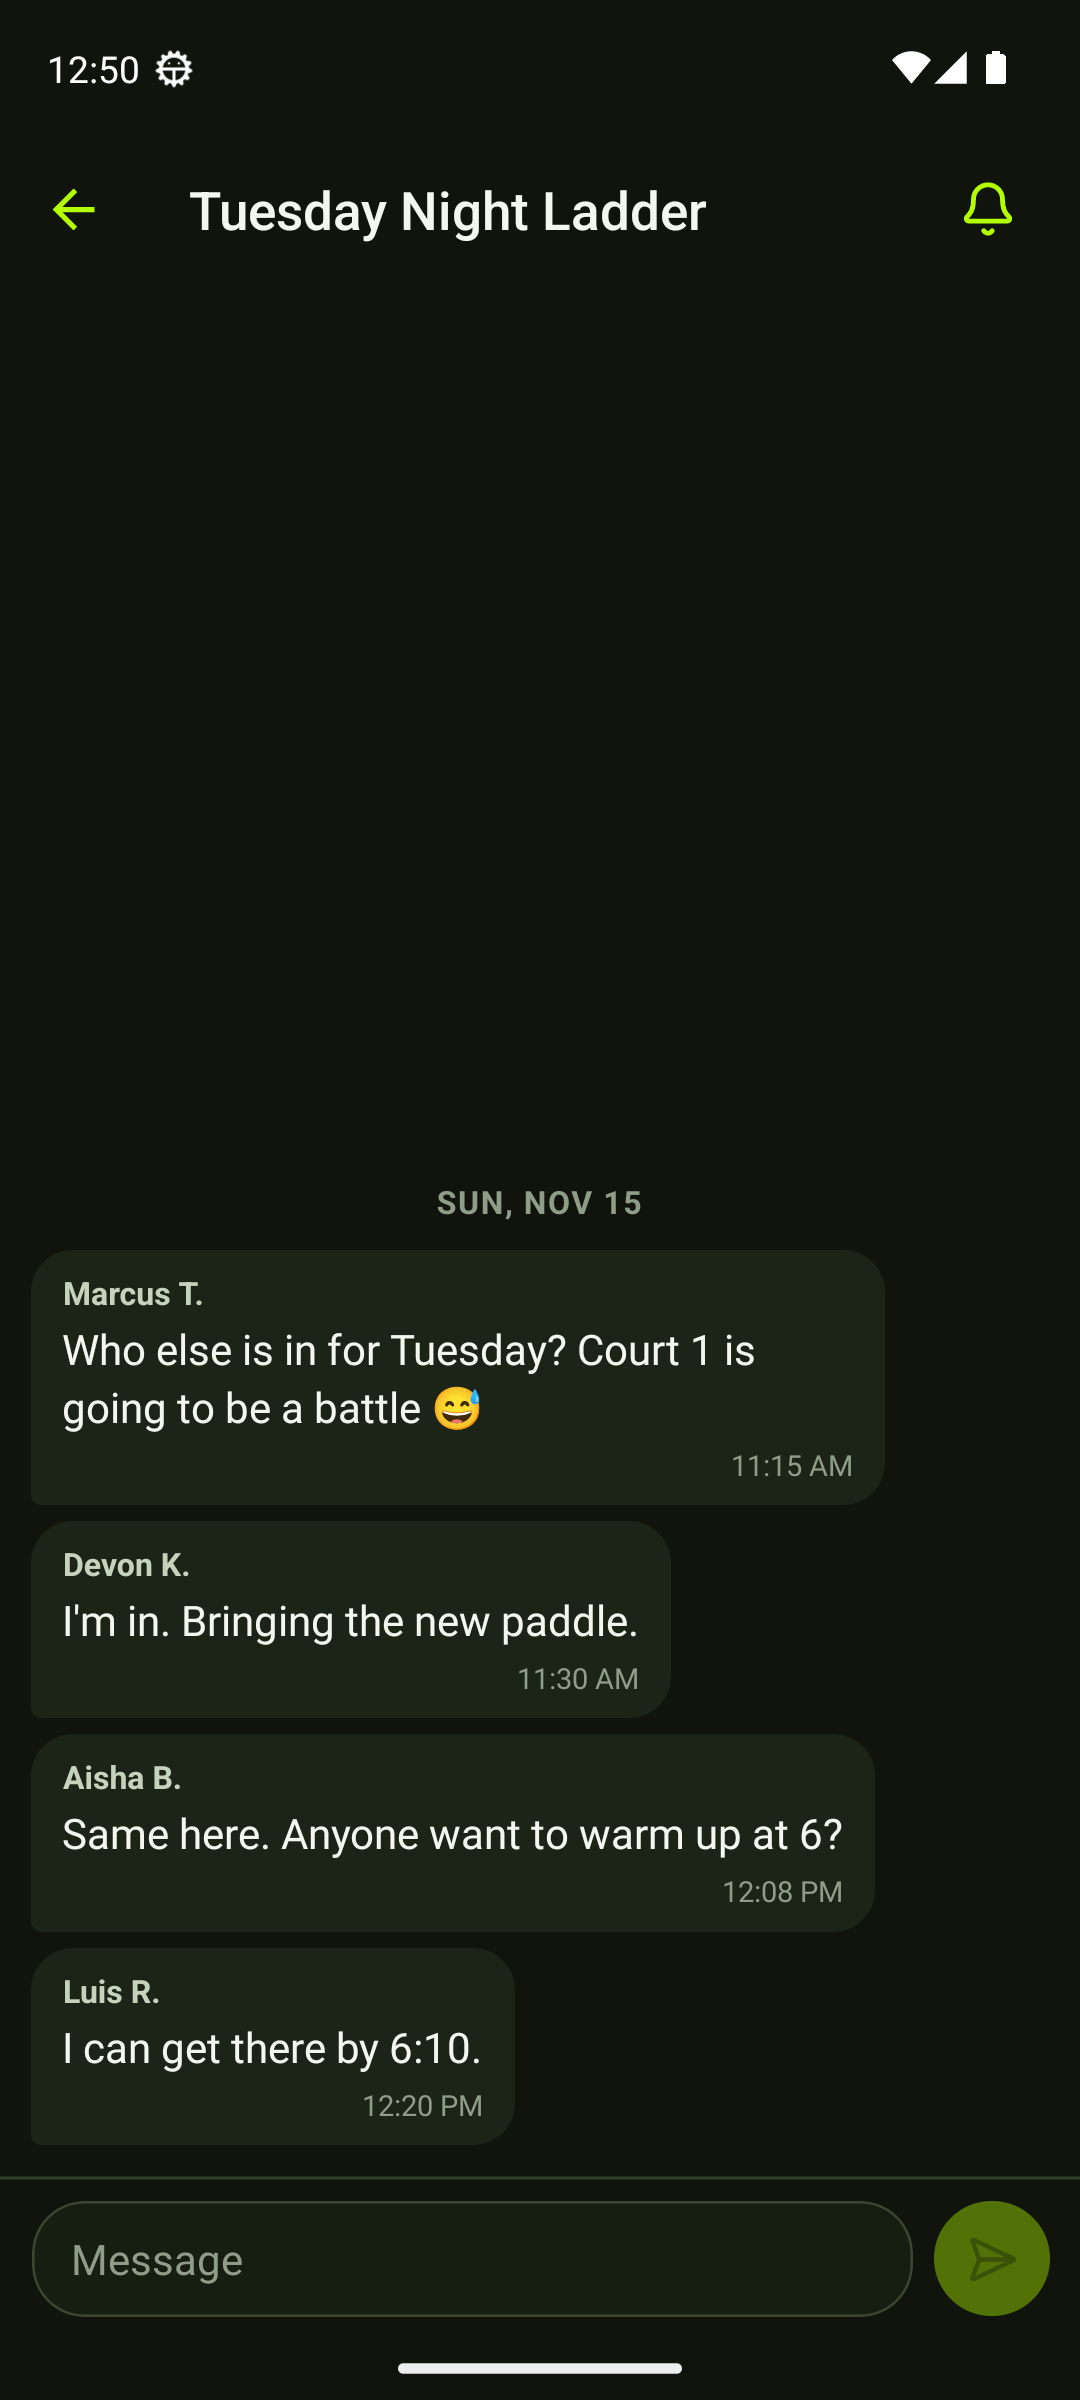 12:50
Tuesday Night Ladder
SUN, NOV 15
Marcus T.
Who else is in for Tuesday? Court 1 is
going to be a battle 😅
11:15 AM
Devon K.
I'm in. Bringing the new paddle.
11:30 AM
Aisha B.
Same here. Anyone want to warm up at 6?
12:08 PM
Luis R.
I can get there by 6:10.
12:20 PM
Message